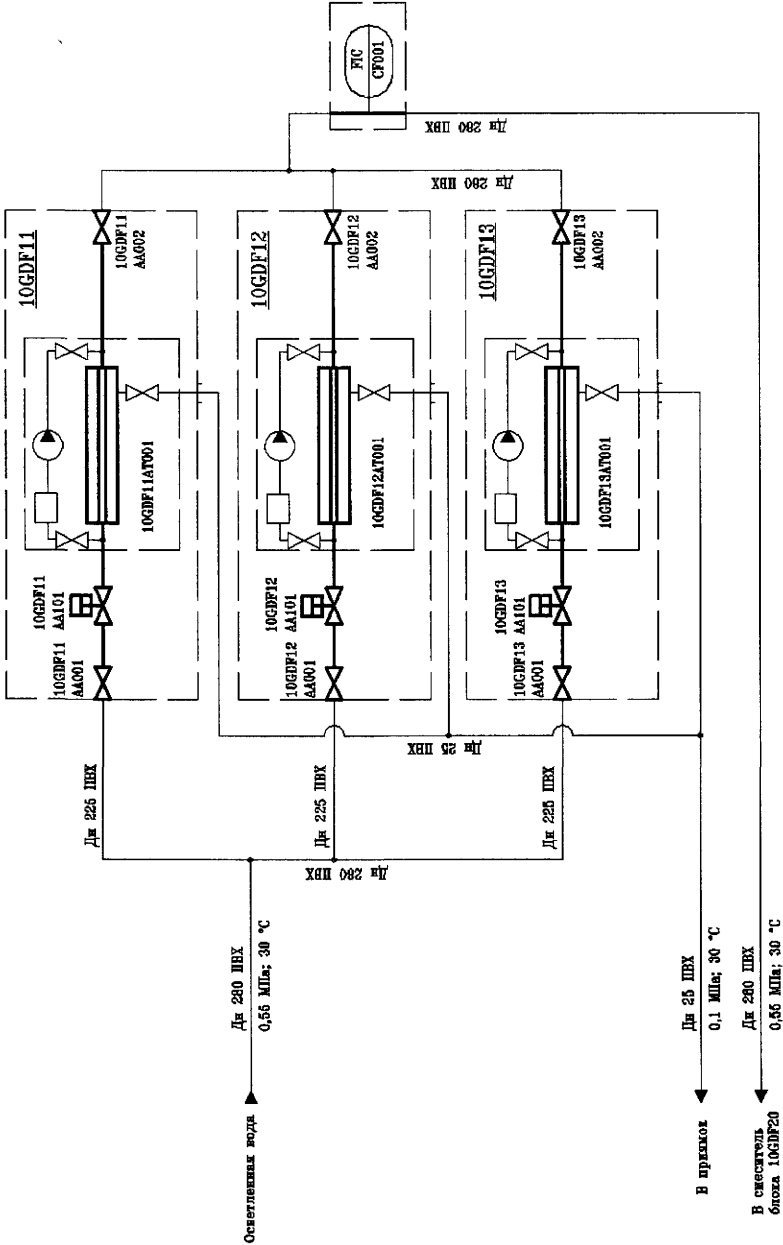 FIC
CF001
Дн 280 ПВХ
Дн 280 ПВХ
10GDF11
10GDF11
AA002
10GDF11AT001
10GDF11
AA101
10GDF11
AA001
10GDF12
10GDF12
AA002
10GDF12AT001
10GDF12
AA101
10GDF12
AA001
10GDF13
10GDF13
AA002
10GDF13AT001
10GDF13
AA101
10GDF13
AA001
Дн 25 ПВХ
Дн 225 ПВХ
Дн 225 ПВХ
Дн 225 ПВХ
Дн 280 ПВХ
Дн 280 ПВХ
0,55 МПа; 30 °С
Дн 25 ПВХ
0,1 МПа; 30 °С
Дн 280 ПВХ
0,55 МПа; 30 °С
Осветленная вода
В приямок
В смеситель
блока 10GDF20